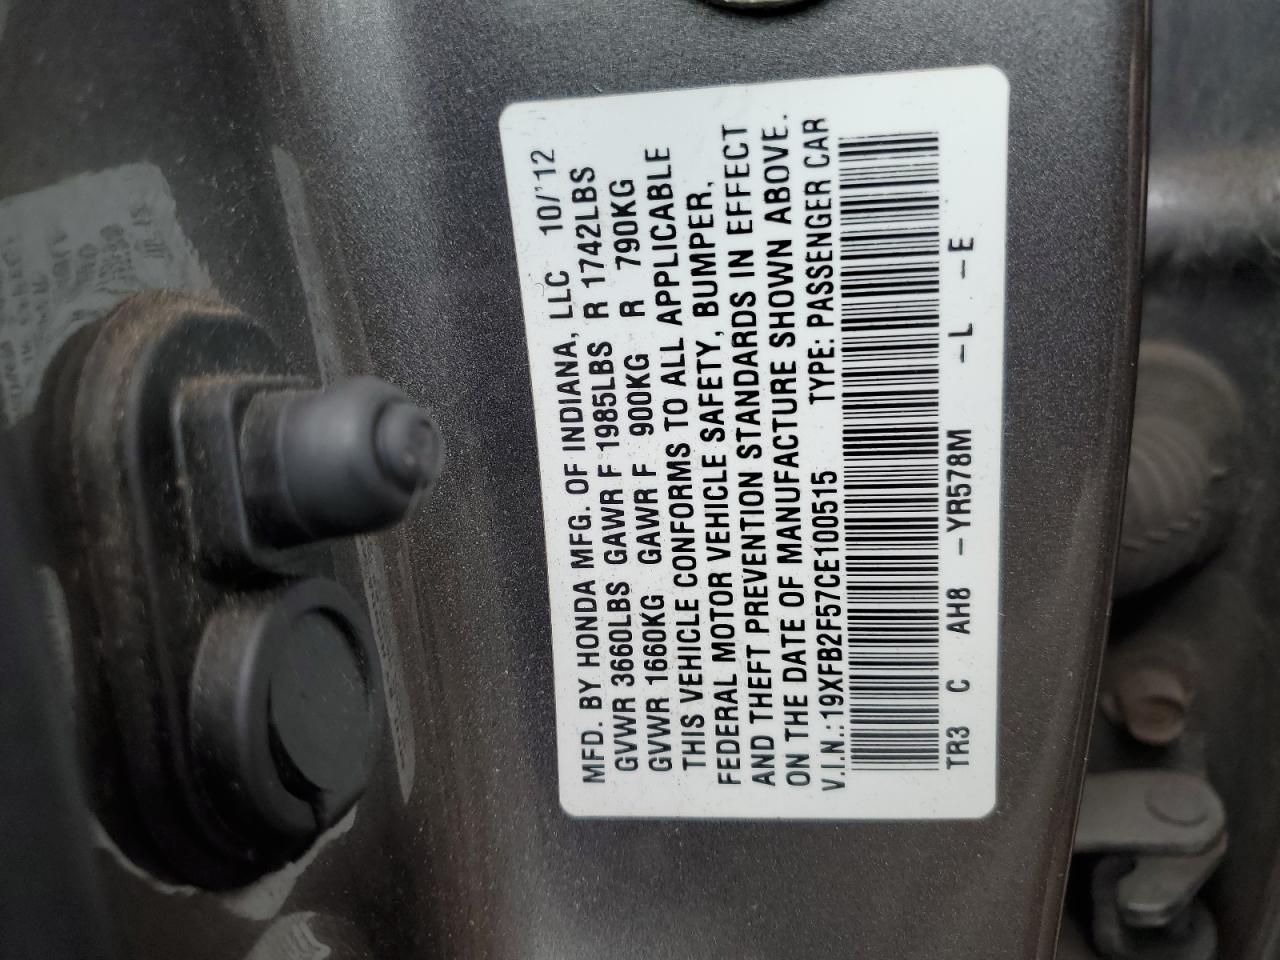 MFD. BY HONDA MFG. OF INDIANA, LLC 10/'12
GVWR 3660LBS GAWR F 1985LBS R 1742LBS
GVWR 1660KG GAWR F 900KG R 790KG
THIS VEHICLE CONFORMS TO ALL APPLICABLE
FEDERAL MOTOR VEHICLE SAFETY, BUMPER,
AND THEFT PREVENTION STANDARDS IN EFFECT
ON THE DATE OF MANUFACTURE SHOWN ABOVE.
V.I.N.:19XFB2F57CE100515 TYPE: PASSENGER CAR
TR3 C AH8 -YR578M -L -E